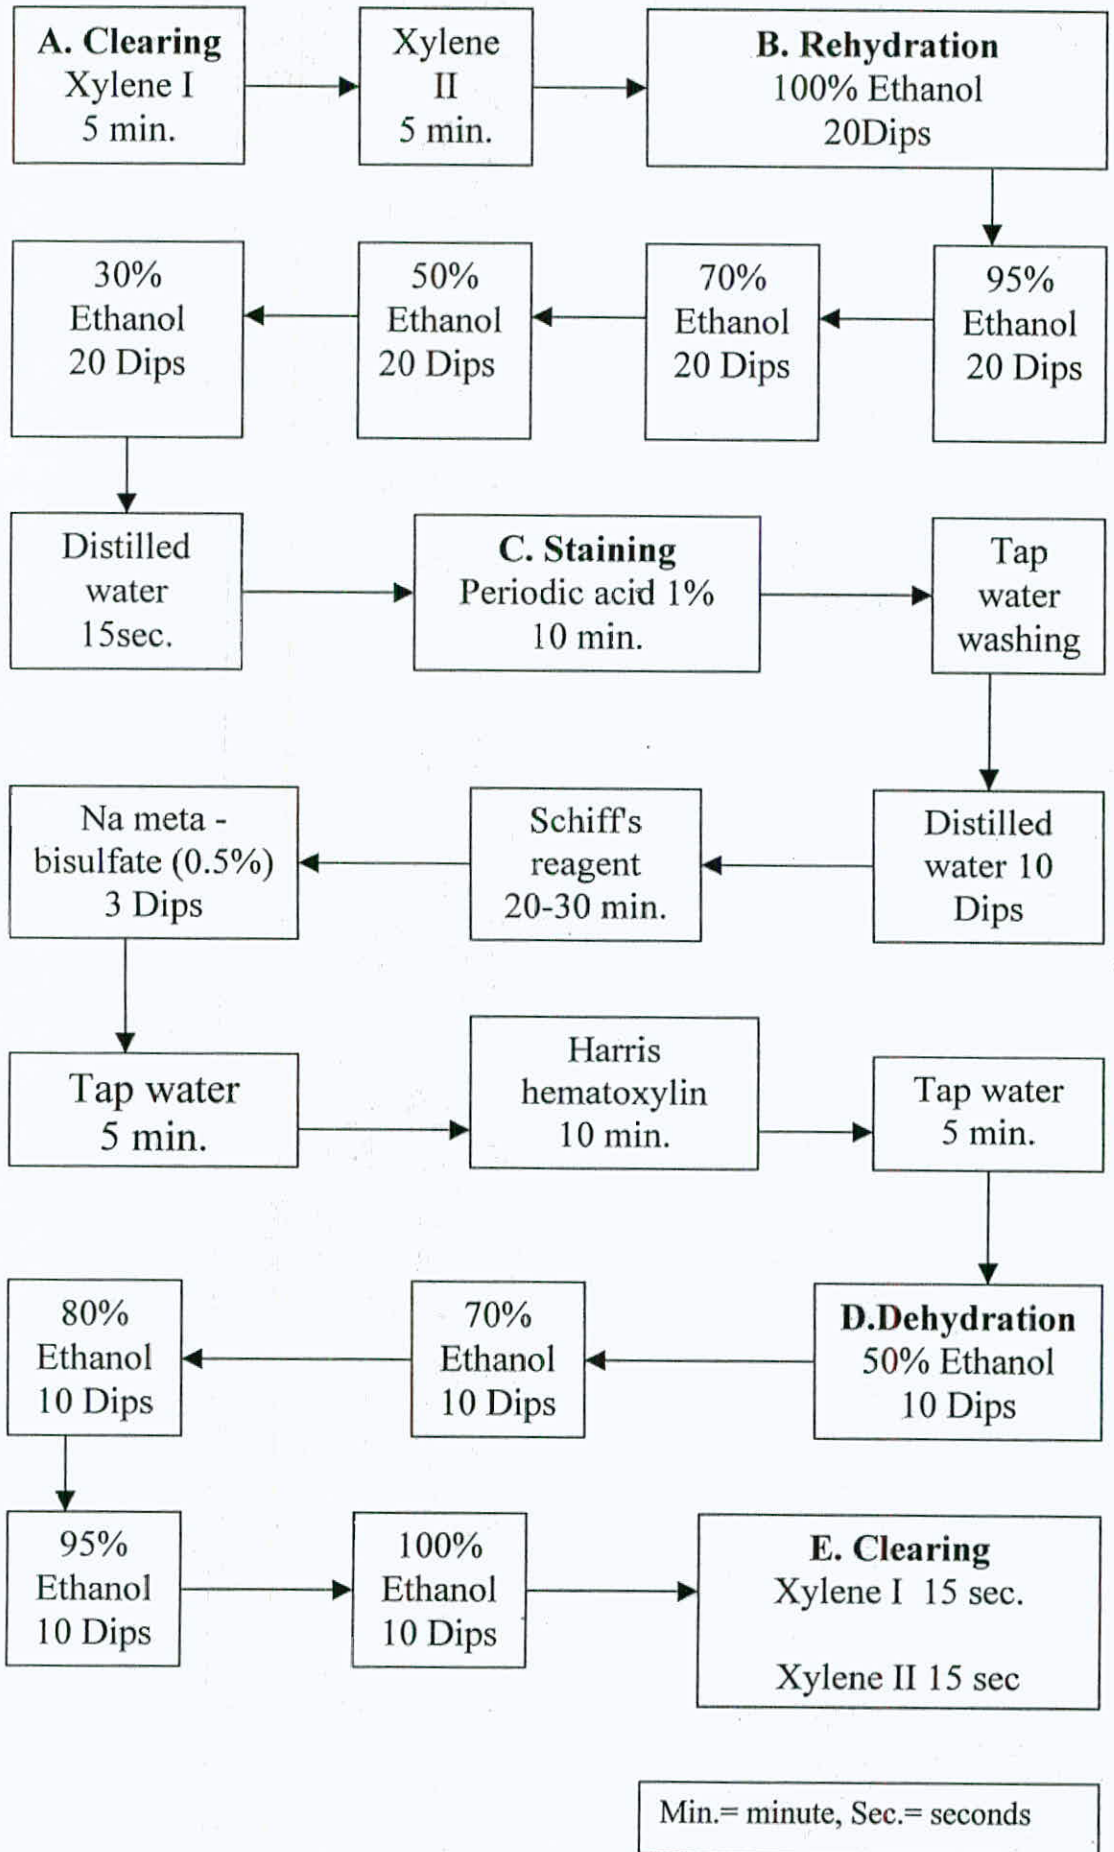 A. Clearing
Xylene I
5 min.
Xylene
II
5 min.
B. Rehydration
100% Ethanol
20Dips
95%
Ethanol
20 Dips
70%
Ethanol
20 Dips
50%
Ethanol
20 Dips
30%
Ethanol
20 Dips
Distilled
water
15sec.
C. Staining
Periodic acid 1%
10 min.
Tap
water
washing
Distilled
water 10
Dips
Schiff's
reagent
20-30 min.
Na meta -
bisulfate (0.5%)
3 Dips
Tap water
5 min.
Harris
hematoxylin
10 min.
Tap water
5 min.
D.Dehydration
50% Ethanol
10 Dips
70%
Ethanol
10 Dips
80%
Ethanol
10 Dips
95%
Ethanol
10 Dips
100%
Ethanol
10 Dips
E. Clearing
Xylene I 15 sec.
Xylene II 15 sec
Min.= minute, Sec.= seconds